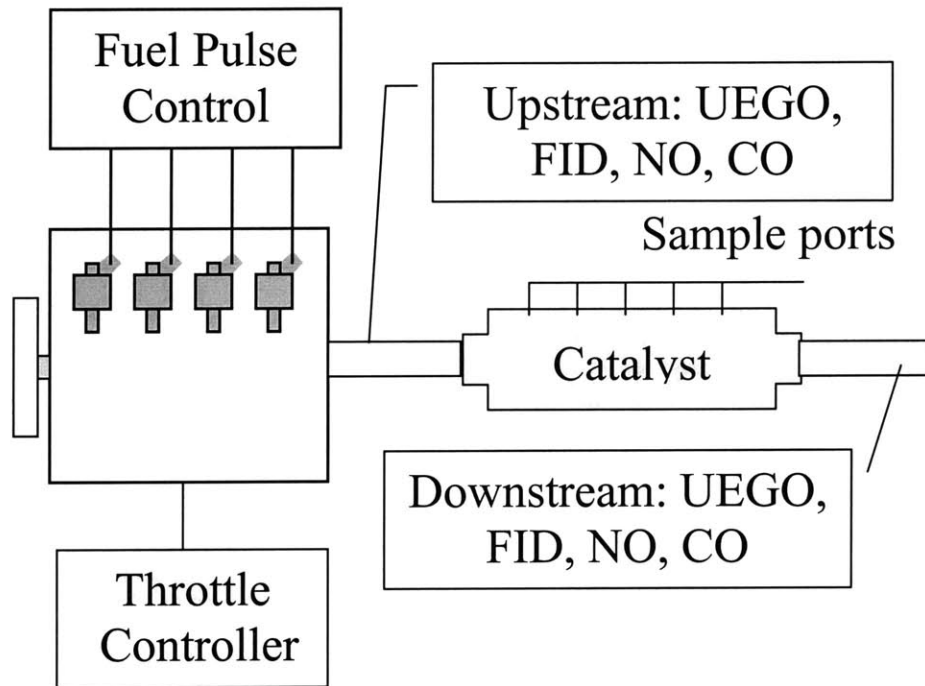 Fuel Pulse
Control
Upstream: UEGO,
FID, NO, CO
Sample ports
Catalyst
Downstream: UEGO,
FID, NO, CO
Throttle
Controller